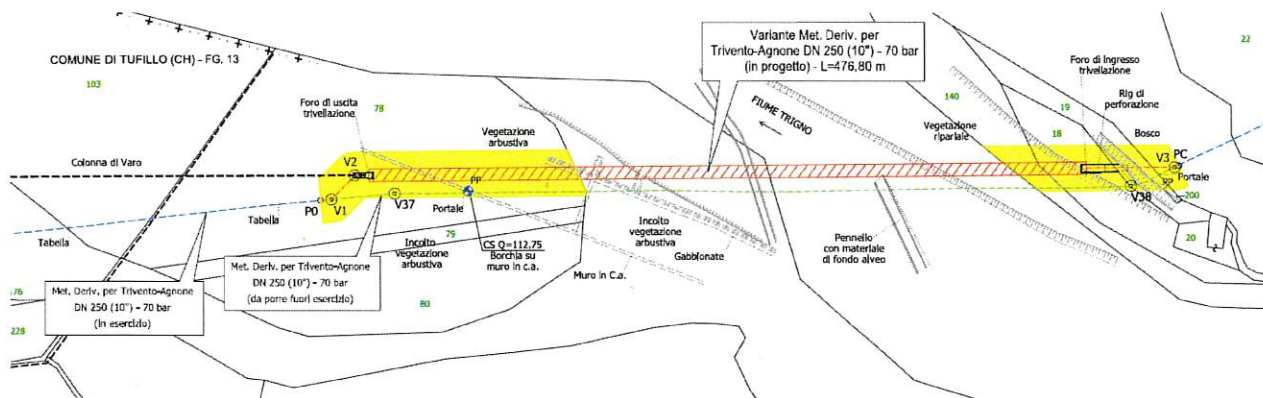 COMUNE DI TUFILLO (CH) - FG. 13
103
Foro di uscita
trivellazione
78
Vegetazione
arbustiva
Variante Met. Deriv. per
Trivento-Agnone DN 250 (10") - 70 bar
(in progetto) - L=476,80 m
FIUME TRIGNO
140
Vegetazione
ripariale
19
18
Foro di ingresso
trivellazione
Rig di
perforazione
Bosco
22
Colonna di Varo
V2
PP
V3
PC
Portale
PP
200
P0
V1
V37
V38
Tabella
Tabella
Portale
79
Incolto
vegetazione
arbustiva
CS Q=112,75
Borchia su
muro in c.a.
Incolto
vegetazione
arbustiva
Gabbionate
Muro in C.a.
Pennello
con materiale
di fondo alveo
20
Met. Deriv. per Trivento-Agnone
DN 250 (10") - 70 bar
(da porre fuori esercizio)
Met. Deriv. per Trivento-Agnone
DN 250 (10") - 70 bar
(in esercizio)
80
176
228